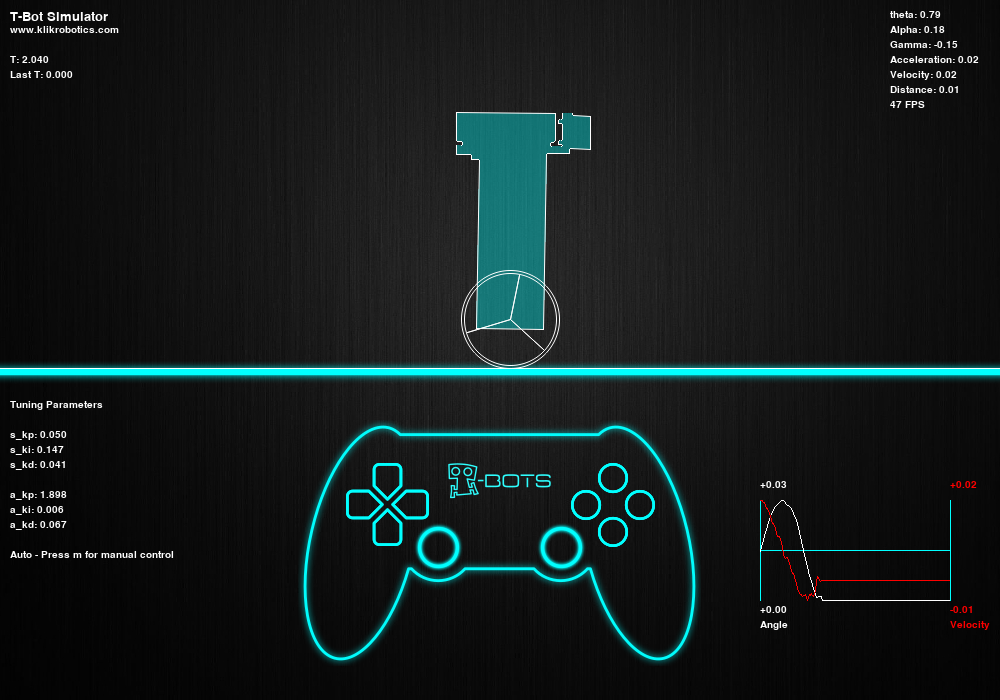 T-Bot Simulator
www.klikrobotics.com
T: 2.040
Last T: 0.000
theta: 0.79
Alpha: 0.18
Gamma: -0.15
Acceleration: 0.02
Velocity: 0.02
Distance: 0.01
47 FPS
Tuning Parameters
s_kp: 0.050
s_ki: 0.147
s_kd: 0.041
a_kp: 1.898
a_ki: 0.006
a_kd: 0.067
Auto - Press m for manual control
-BOTS
+0.03
+0.02
+0.00
-0.01
Angle
Velocity